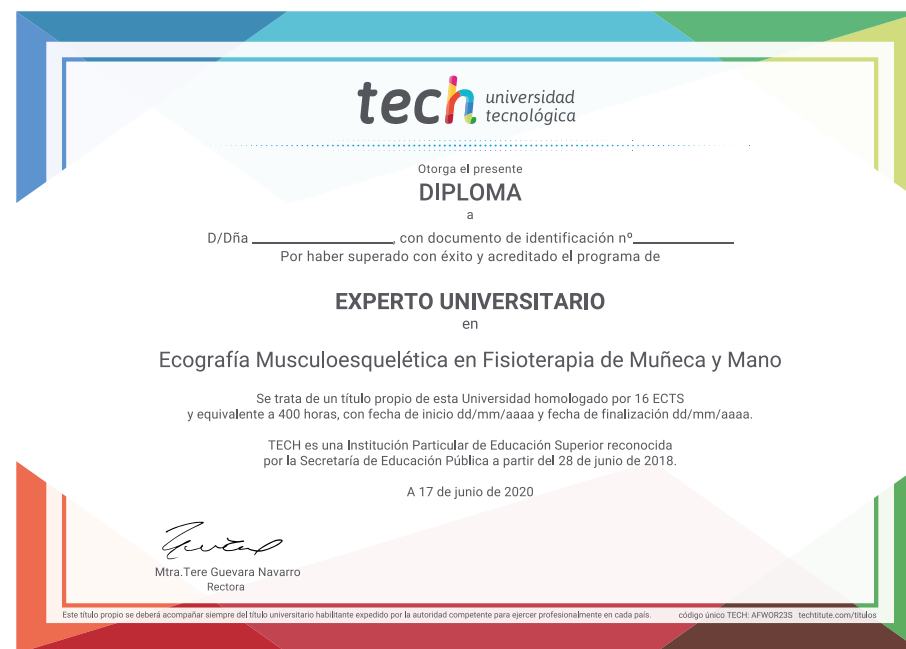 tech universidad
tecnológica
Otorga el presente
DIPLOMA
a
D/Dña ____________________, con documento de identificación nº______________
Por haber superado con éxito y acreditado el programa de
EXPERTO UNIVERSITARIO
en
Ecografía Musculoesquelética en Fisioterapia de Muñeca y Mano
Se trata de un título propio de esta Universidad homologado por 16 ECTS
y equivalente a 400 horas, con fecha de inicio dd/mm/aaaa y fecha de finalización dd/mm/aaaa.
TECH es una Institución Particular de Educación Superior reconocida
por la Secretaría de Educación Pública a partir del 28 de junio de 2018.
A 17 de junio de 2020
Mtra.Tere Guevara Navarro
Rectora
Este título propio se deberá acompañar siempre del título universitario habilitante expedido por la autoridad competente para ejercer profesionalmente en cada país. código único TECH: AFWOR23S techtitute.com/titulos